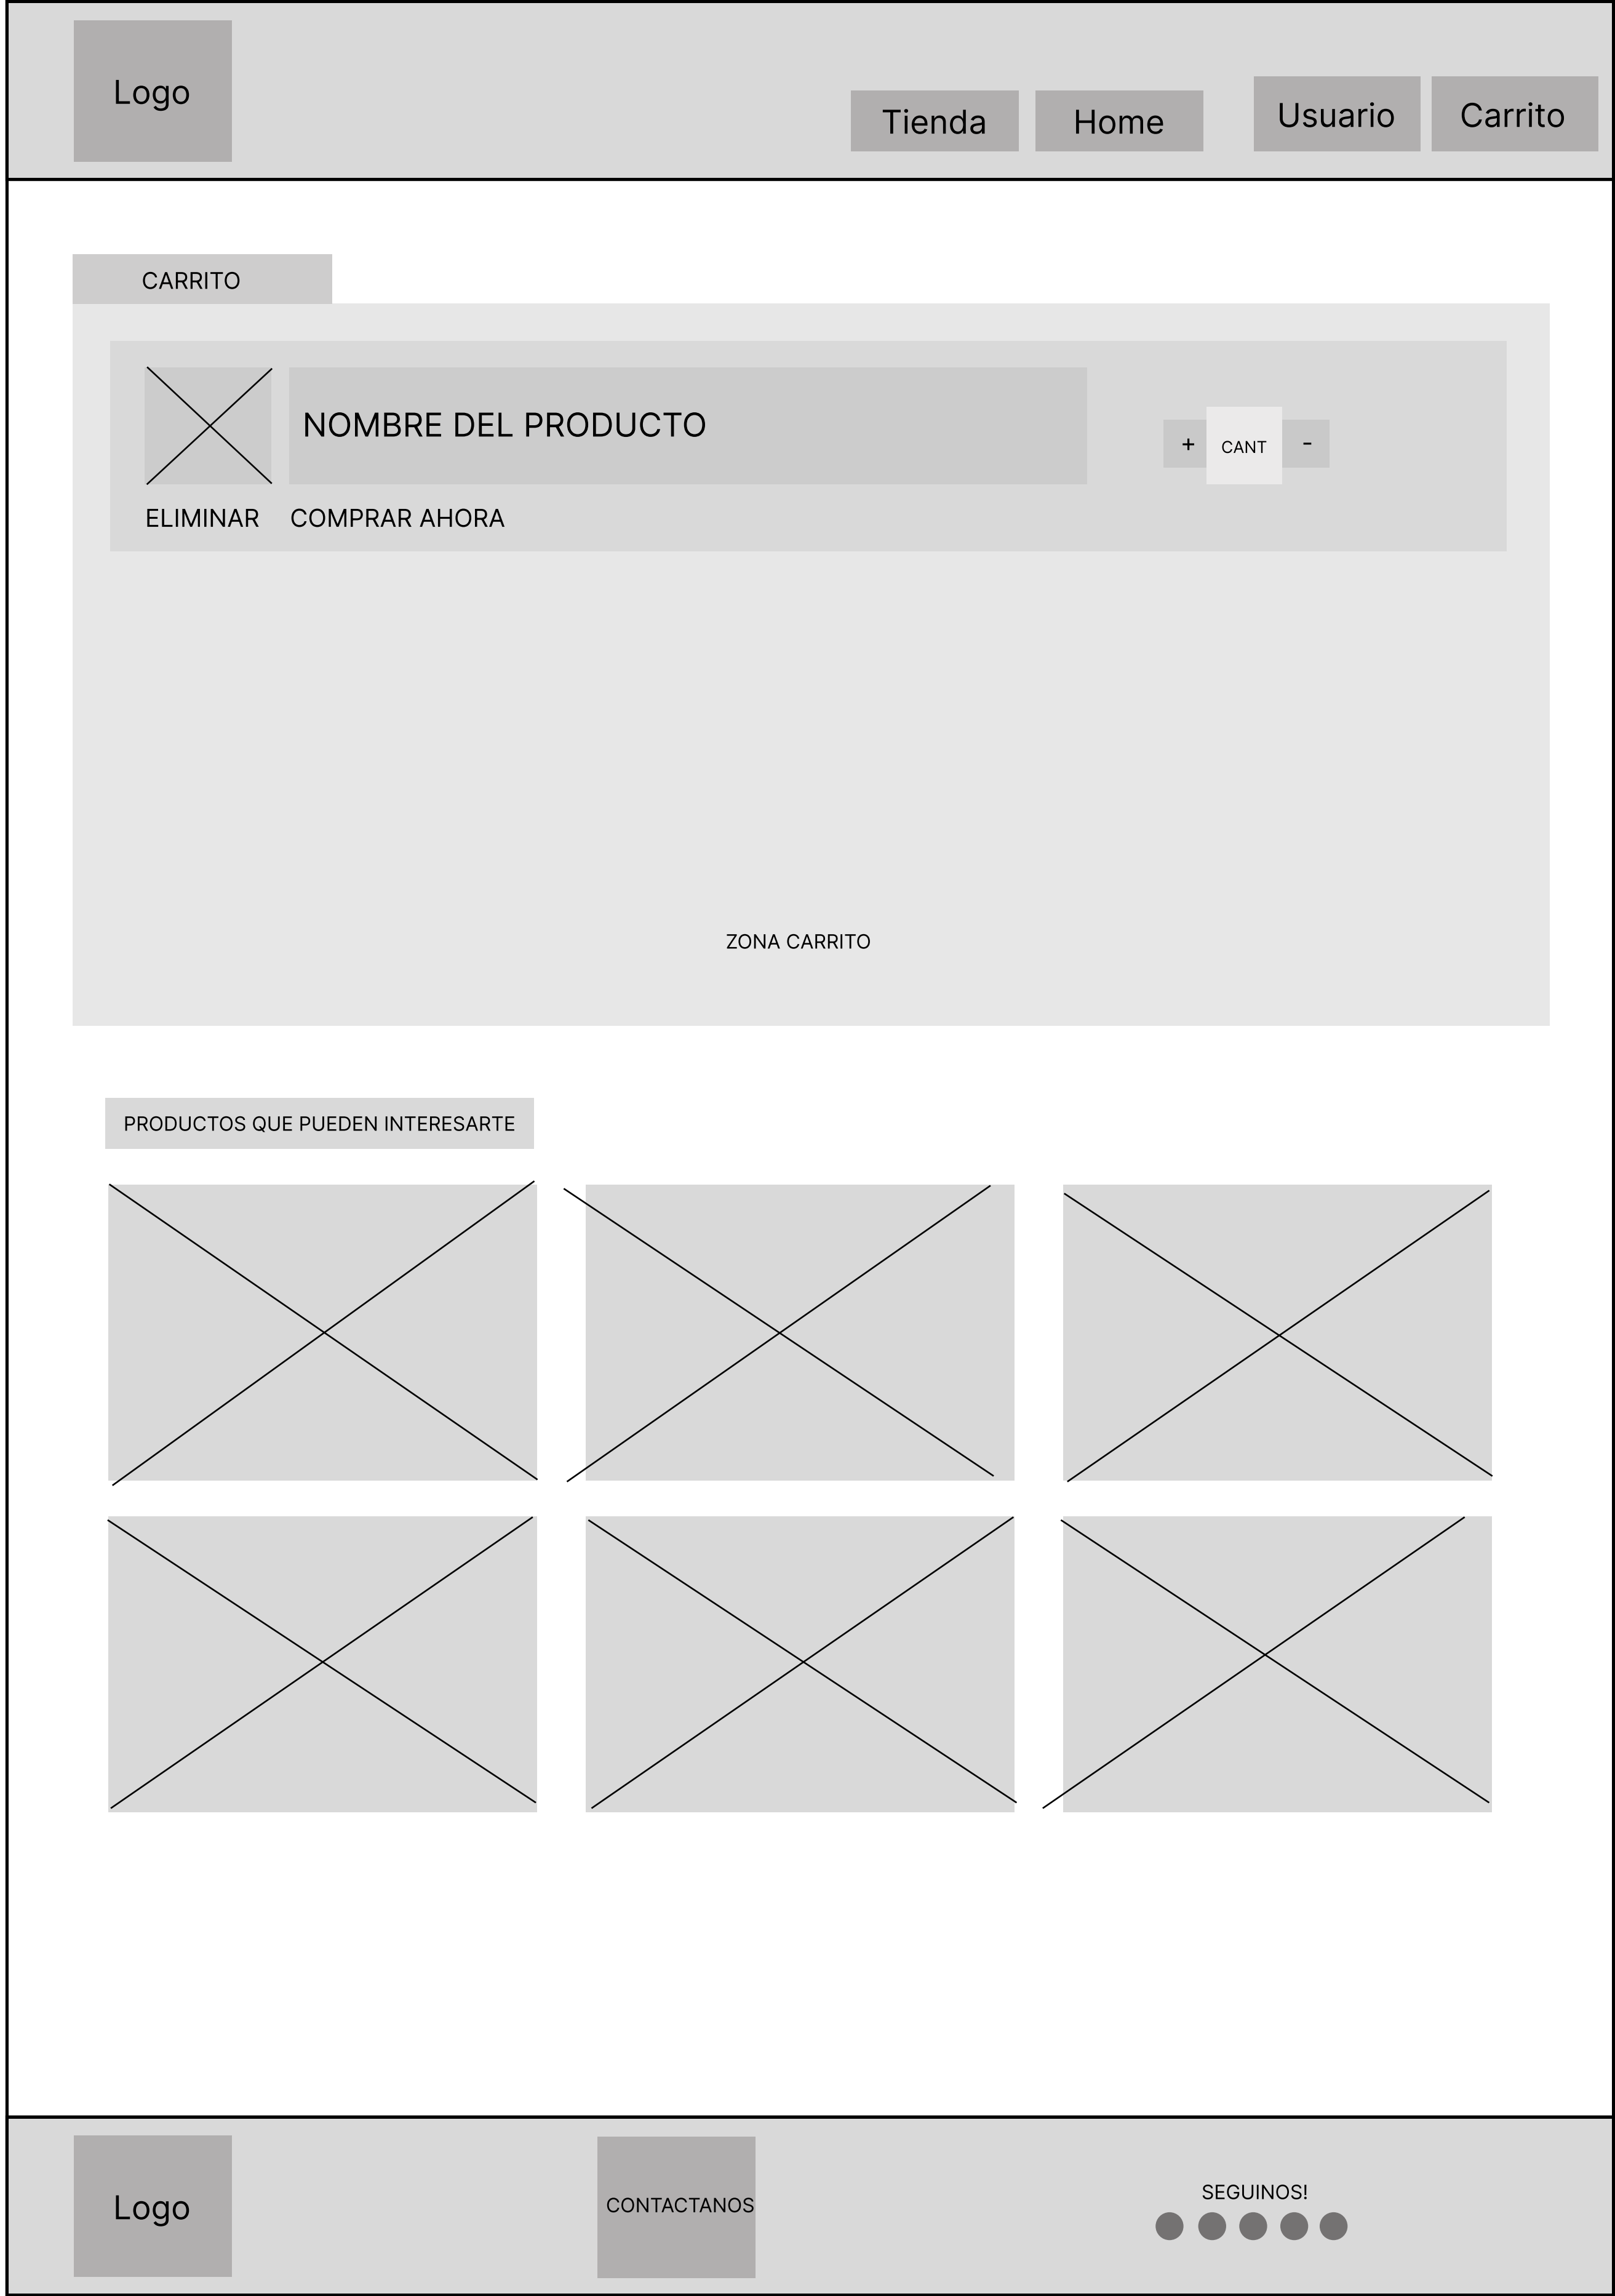 Logo
Tienda
Home
Usuario
Carrito
CARRITO
NOMBRE DEL PRODUCTO
+
CANT
-
ELIMINAR
COMPRAR AHORA
ZONA CARRITO
PRODUCTOS QUE PUEDEN INTERESARTE
Logo
CONTACTANOS
SEGUINOS!